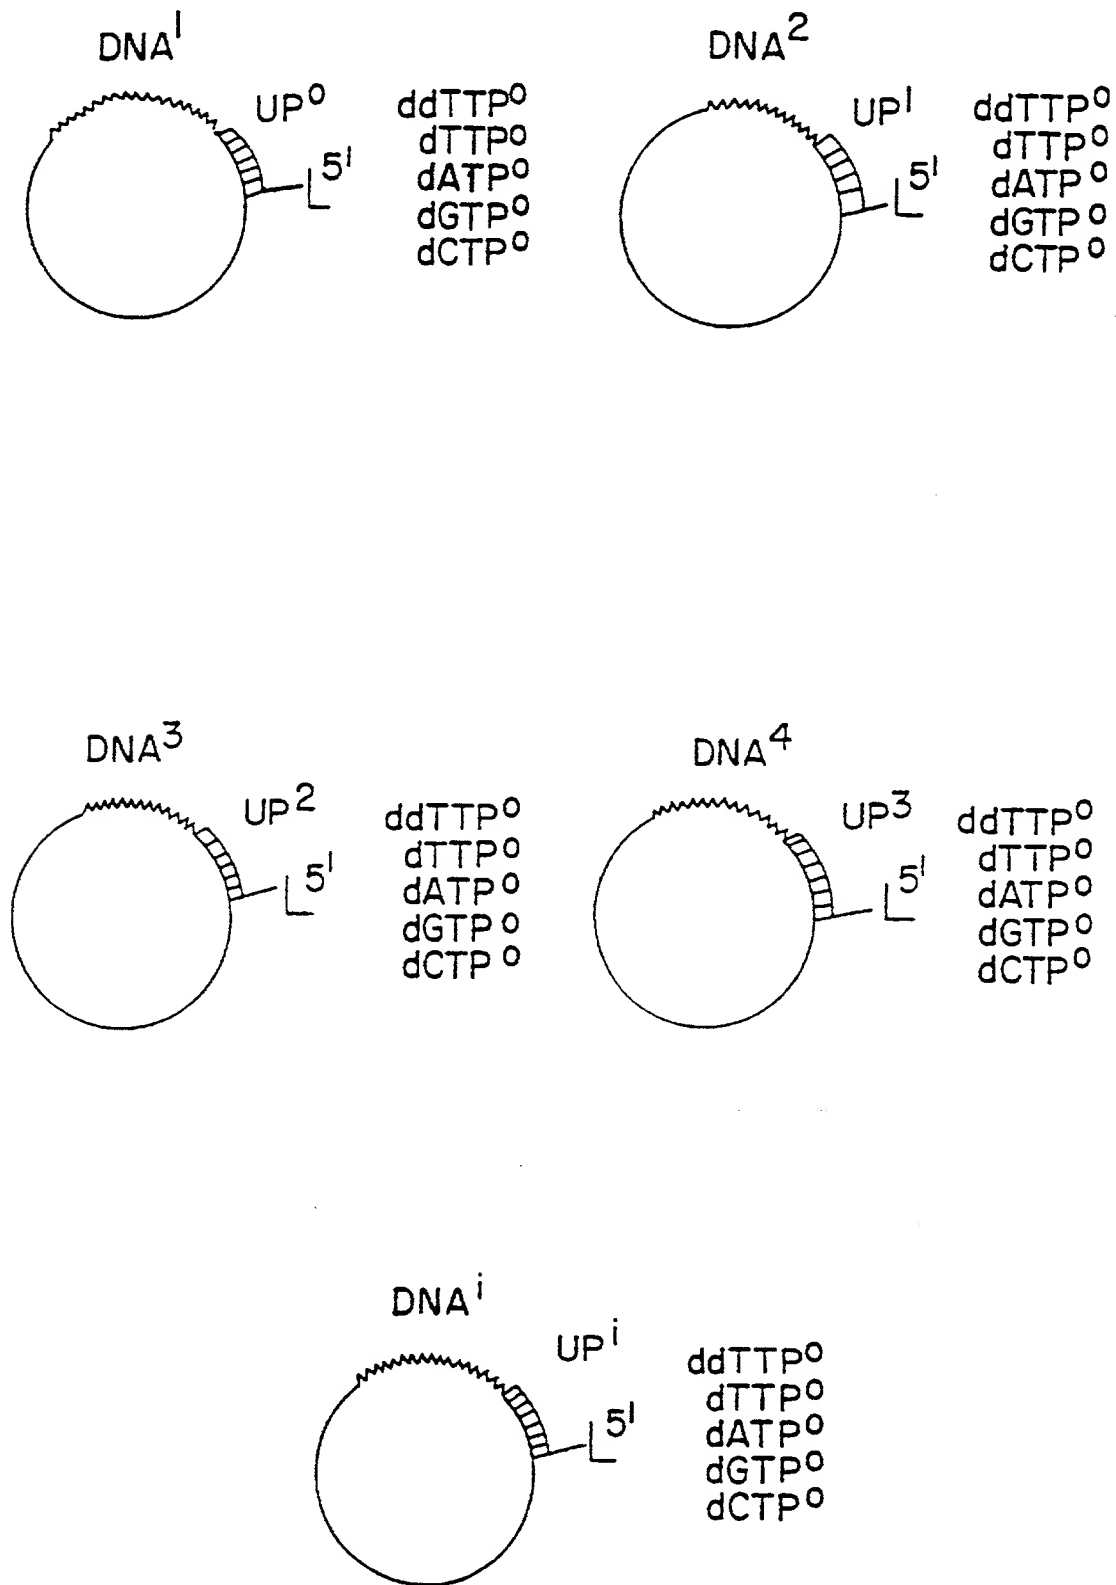 DNA¹
UP⁰
5'
ddTTP⁰
dTTP⁰
dATP⁰
dGTP⁰
dCTP⁰
DNA²
UP¹
5'
ddTTP⁰
dTTP⁰
dATP⁰
dGTP⁰
dCTP⁰
DNA³
UP²
5'
ddTTP⁰
dTTP⁰
dATP⁰
dGTP⁰
dCTP⁰
DNA⁴
UP³
5'
ddTTP⁰
dTTP⁰
dATP⁰
dGTP⁰
dCTP⁰
DNAⁱ
UPⁱ
5'
ddTTP⁰
dTTP⁰
dATP⁰
dGTP⁰
dCTP⁰